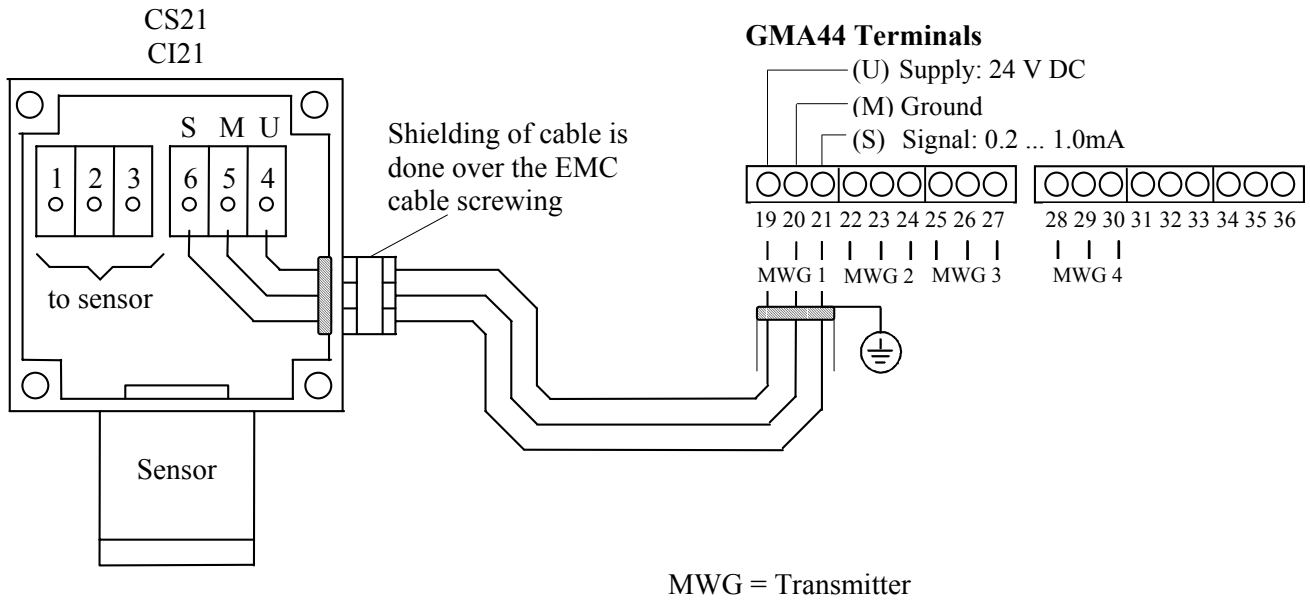 CS21
CI21
S M U
1 2 3 6 5 4
to sensor
Sensor
Shielding of cable is
done over the EMC
cable screwing
GMA44 Terminals
(U) Supply: 24 V DC
(M) Ground
(S) Signal: 0.2 ... 1.0mA
19 20 21 22 23 24 25 26 27 28 29 30 31 32 33 34 35 36
MWG 1 MWG 2 MWG 3 MWG 4
MWG = Transmitter